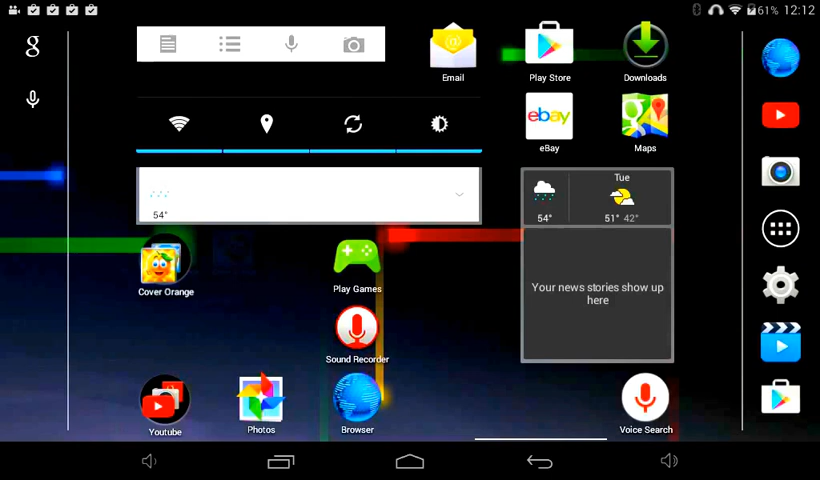 61% 12:12
g
Email
Play Store
Downloads
ebay
eBay
Maps
54°
Tue
54°
51° 42°
Your news stories show up
here
Cover Orange
Play Games
Sound Recorder
Youtube
Photos
Browser
Voice Search